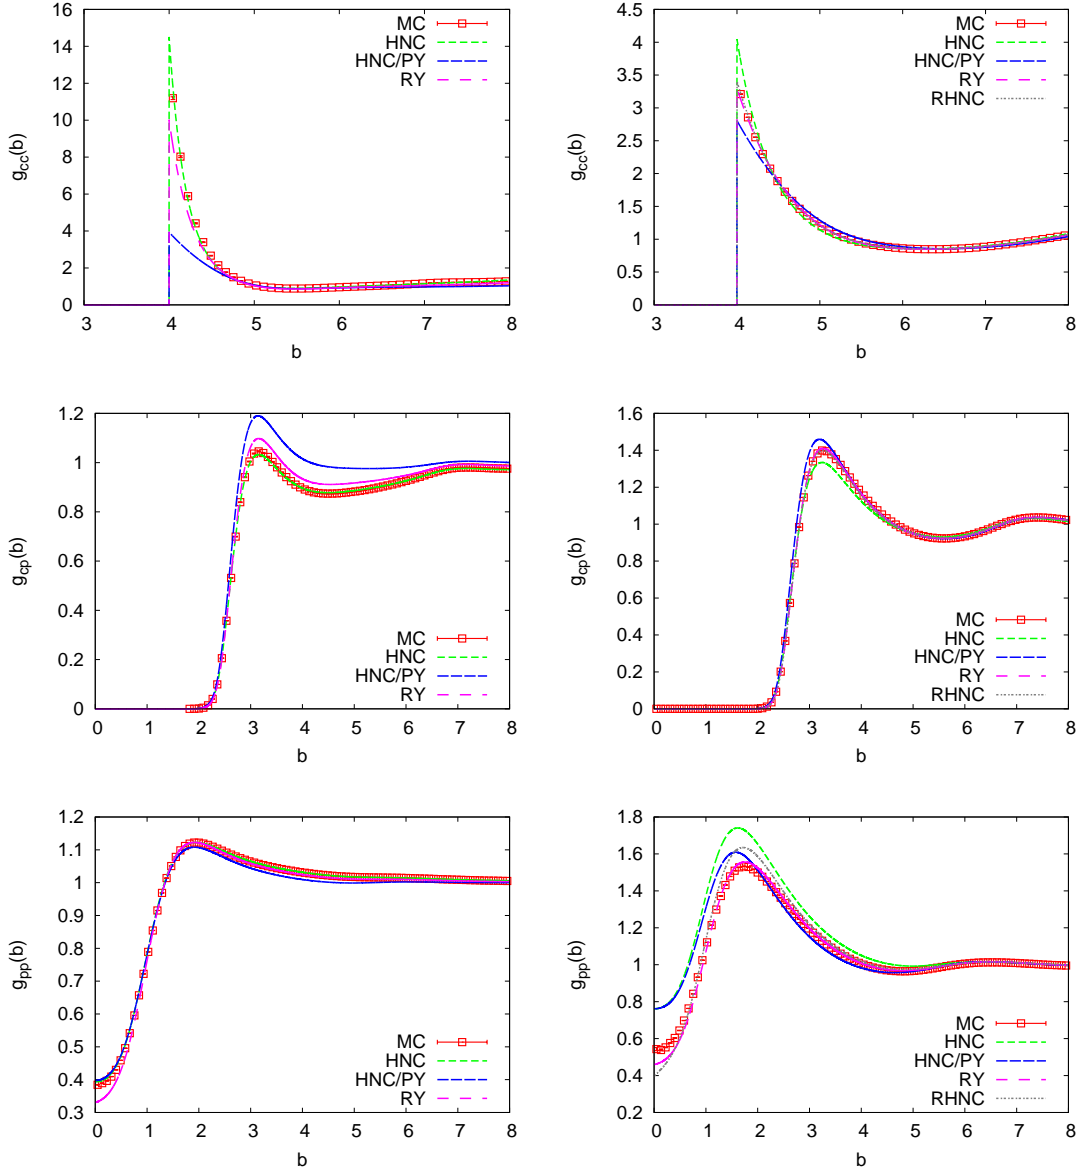 16
14
12
10
8
6
4
2
0
3 4 5 6 7 8
g_cc(b)
b
MC
HNC
HNC/PY
RY
4.5
4
3.5
3
2.5
2
1.5
1
0.5
0
3 4 5 6 7 8
g_cc(b)
b
MC
HNC
HNC/PY
RY
RHNC
1.2
1
0.8
0.6
0.4
0.2
0
0 1 2 3 4 5 6 7 8
g_cp(b)
b
MC
HNC
HNC/PY
RY
1.6
1.4
1.2
1
0.8
0.6
0.4
0.2
0
0 1 2 3 4 5 6 7 8
g_cp(b)
b
MC
HNC
HNC/PY
RY
RHNC
1.2
1.1
1
0.9
0.8
0.7
0.6
0.5
0.4
0.3
0 1 2 3 4 5 6 7 8
g_pp(b)
b
MC
HNC
HNC/PY
RY
1.8
1.6
1.4
1.2
1
0.8
0.6
0.4
0.2
0 1 2 3 4 5 6 7 8
g_pp(b)
b
MC
HNC
HNC/PY
RY
RHNC